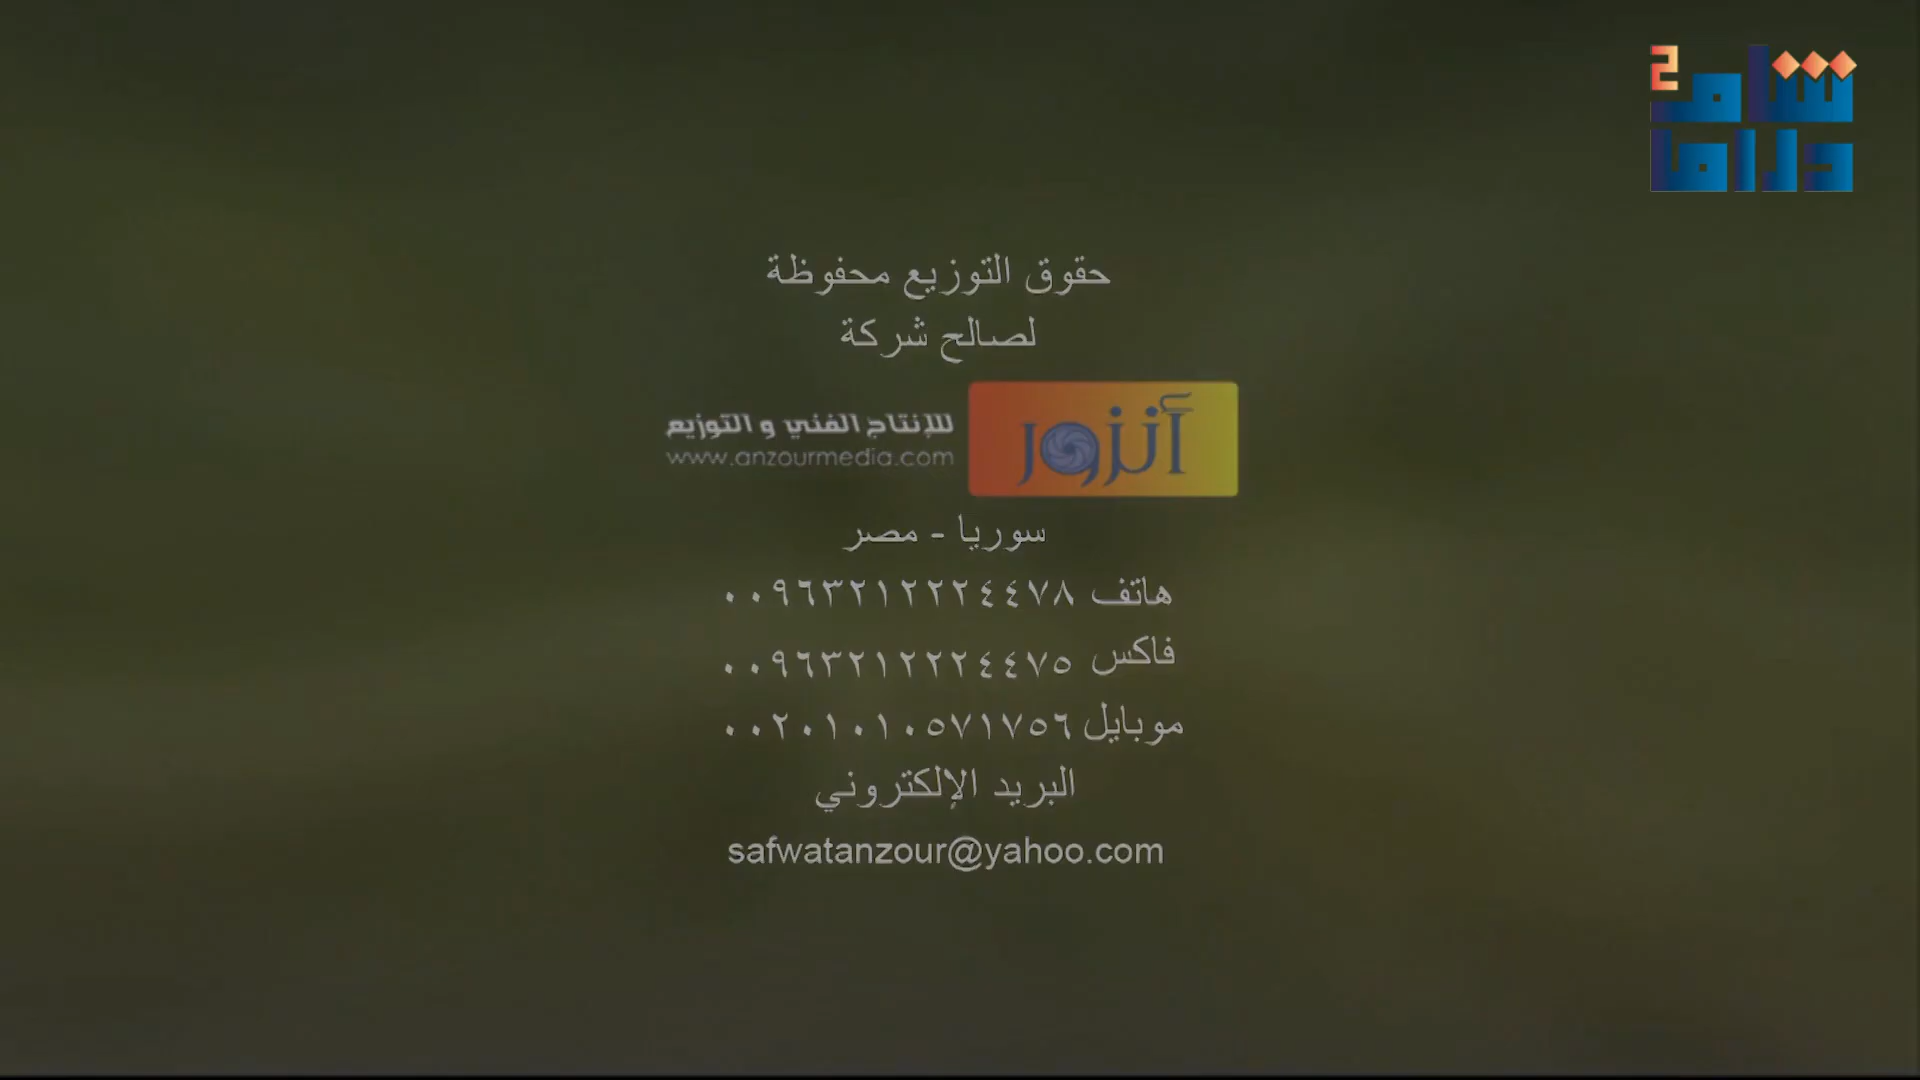 شام 2
دراما
حقوق التوزيع محفوظة
لصالح شركة
أنزور
للإنتاج الفني و التوزيع
www.anzourmedia.com
سوريا - مصر
هاتف ٠٠٩٦٣٢١٢٢٢٤٤٧٨
فاكس ٠٠٩٦٣٢١٢٢٢٤٤٧٥
موبايل ٠٠٢٠١٠١٠٥٧١٧٥٦
البريد الإلكتروني
safwatanzour@yahoo.com